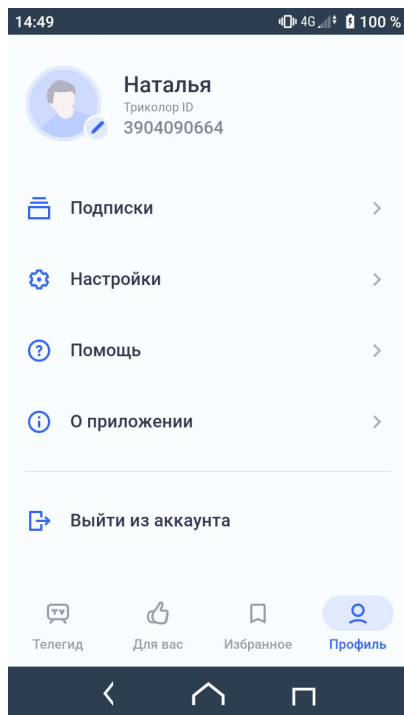 14:49 4G 100 %
Наталья
Триколор ID
3904090664
Подписки
Настройки
Помощь
О приложении
Выйти из аккаунта
TV
Телегид Для вас Избранное Профиль